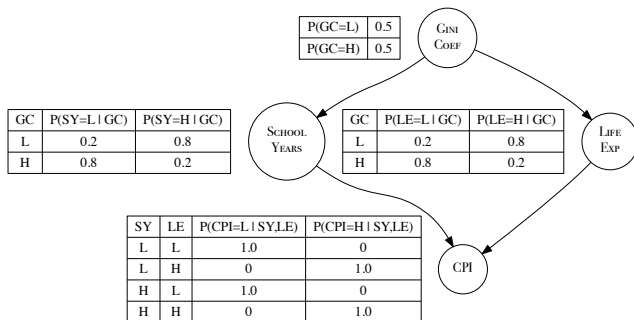 P(GC=L) 0.5
P(GC=H) 0.5
GINI
COEF
GC P(SY=L | GC) P(SY=H | GC)
L 0.2 0.8
H 0.8 0.2
SCHOOL
YEARS
GC P(LE=L | GC) P(LE=H | GC)
L 0.2 0.8
H 0.8 0.2
LIFE
EXP
SY LE P(CPI=L | SY,LE) P(CPI=H | SY,LE)
L L 1.0 0
L H 0 1.0
H L 1.0 0
H H 0 1.0
CPI